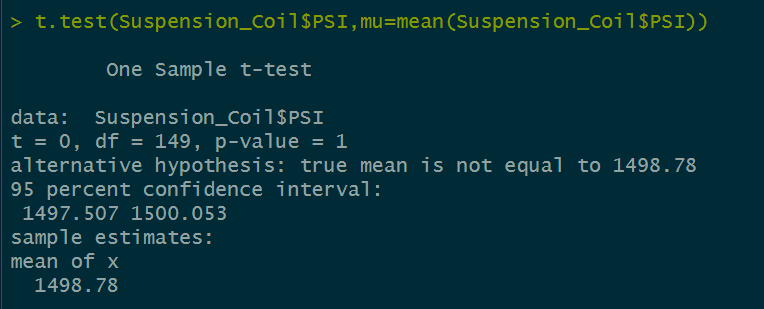 > t.test(Suspension_Coil$PSI,mu=mean(Suspension_Coil$PSI))
One Sample t-test
data:  Suspension_Coil$PSI
t = 0, df = 149, p-value = 1
alternative hypothesis: true mean is not equal to 1498.78
95 percent confidence interval:
1497.507 1500.053
sample estimates:
mean of x
1498.78